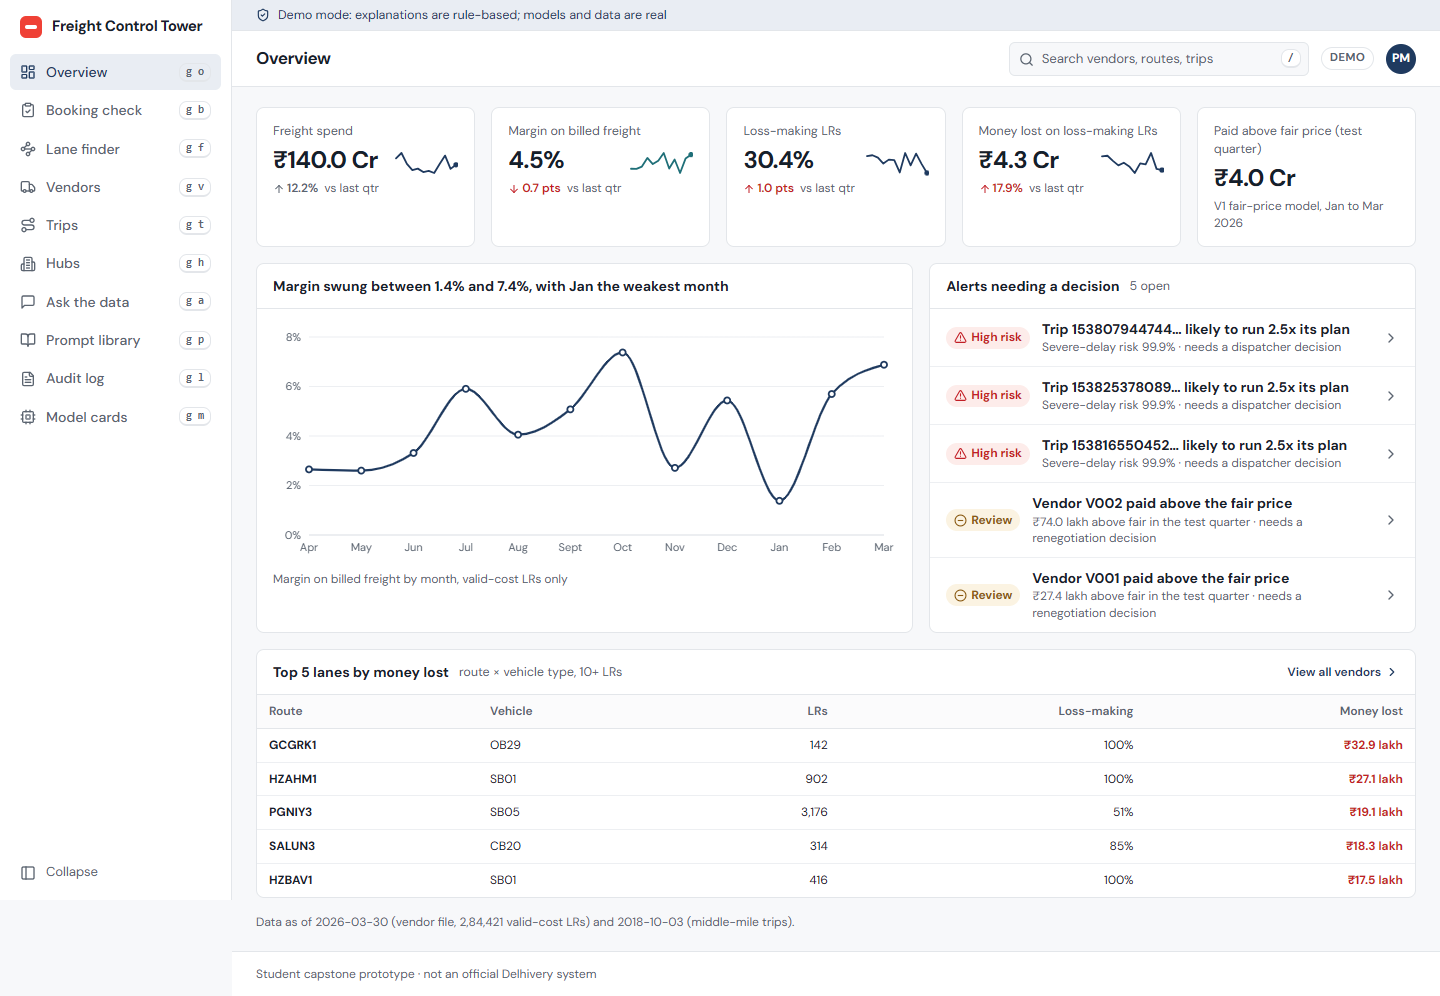 Freight Control Tower
Overview g o
Booking check g b
Lane finder g f
Vendors g v
Trips g t
Hubs g h
Ask the data g a
Prompt library g p
Audit log g l
Model cards g m
Collapse
Demo mode: explanations are rule-based; models and data are real
Overview
Search vendors, routes, trips /
DEMO
PM
Freight spend
₹140.0 Cr
↑ 12.2% vs last qtr
Margin on billed freight
4.5%
↓ 0.7 pts vs last qtr
Loss-making LRs
30.4%
↑ 1.0 pts vs last qtr
Money lost on loss-making LRs
₹4.3 Cr
↑ 17.9% vs last qtr
Paid above fair price (test
quarter)
₹4.0 Cr
V1 fair-price model, Jan to Mar
2026
Margin swung between 1.4% and 7.4%, with Jan the weakest month
8%
6%
4%
2%
0%
Apr May Jun Jul Aug Sept Oct Nov Dec Jan Feb Mar
Margin on billed freight by month, valid-cost LRs only
Alerts needing a decision 5 open
High risk
Trip 153807944744... likely to run 2.5x its plan
Severe-delay risk 99.9% · needs a dispatcher decision
High risk
Trip 153825378089... likely to run 2.5x its plan
Severe-delay risk 99.9% · needs a dispatcher decision
High risk
Trip 153816550452... likely to run 2.5x its plan
Severe-delay risk 99.9% · needs a dispatcher decision
Review
Vendor V002 paid above the fair price
₹74.0 lakh above fair in the test quarter · needs a
renegotiation decision
Review
Vendor V001 paid above the fair price
₹27.4 lakh above fair in the test quarter · needs a
renegotiation decision
Top 5 lanes by money lost route × vehicle type, 10+ LRs
View all vendors
Route Vehicle LRs Loss-making Money lost
GCGRK1 OB29 142 100% ₹32.9 lakh
HZAHM1 SB01 902 100% ₹27.1 lakh
PGNIY3 SB05 3,176 51% ₹19.1 lakh
SALUN3 CB20 314 85% ₹18.3 lakh
HZBAV1 SB01 416 100% ₹17.5 lakh
Data as of 2026-03-30 (vendor file, 2,84,421 valid-cost LRs) and 2018-10-03 (middle-mile trips).
Student capstone prototype · not an official Delhivery system